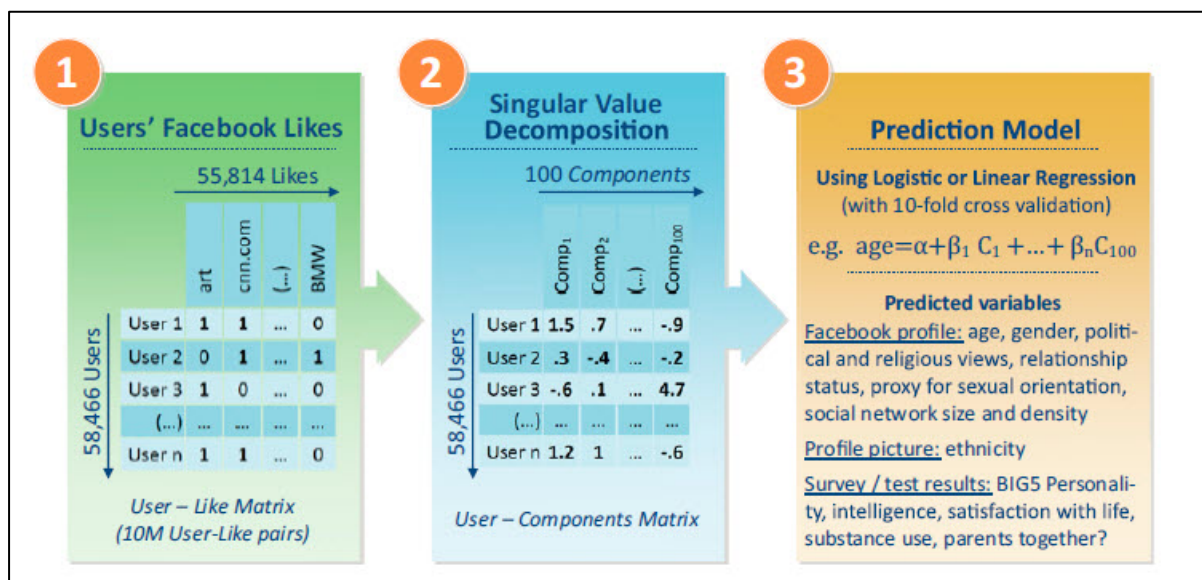 1
Users' Facebook Likes
55,814 Likes
art cnn.com (...) BMW
58,466 Users
User 1 1 1 ... 0
User 2 0 1 ... 1
User 3 1 0 ... 0
(...) ... ... ... ...
User n 1 1 ... 0
User – Like Matrix
(10M User-Like pairs)
2
Singular Value
Decomposition
100 Components
Comp₁ Comp₂ (...) Comp₁₀₀
58,466 Users
User 1 1.5 .7 ... -.9
User 2 .3 -.4 ... -.2
User 3 -.6 .1 ... 4.7
(...) ... ... ... ...
User n 1.2 1 ... -.6
User – Components Matrix
3
Prediction Model
Using Logistic or Linear Regression
(with 10-fold cross validation)
e.g. age=α+β₁ C₁ +...+ βₙC₁₀₀
Predicted variables
Facebook profile: age, gender, polit-
ical and religious views, relationship
status, proxy for sexual orientation,
social network size and density
Profile picture: ethnicity
Survey / test results: BIG5 Personali-
ty, intelligence, satisfaction with life,
substance use, parents together?